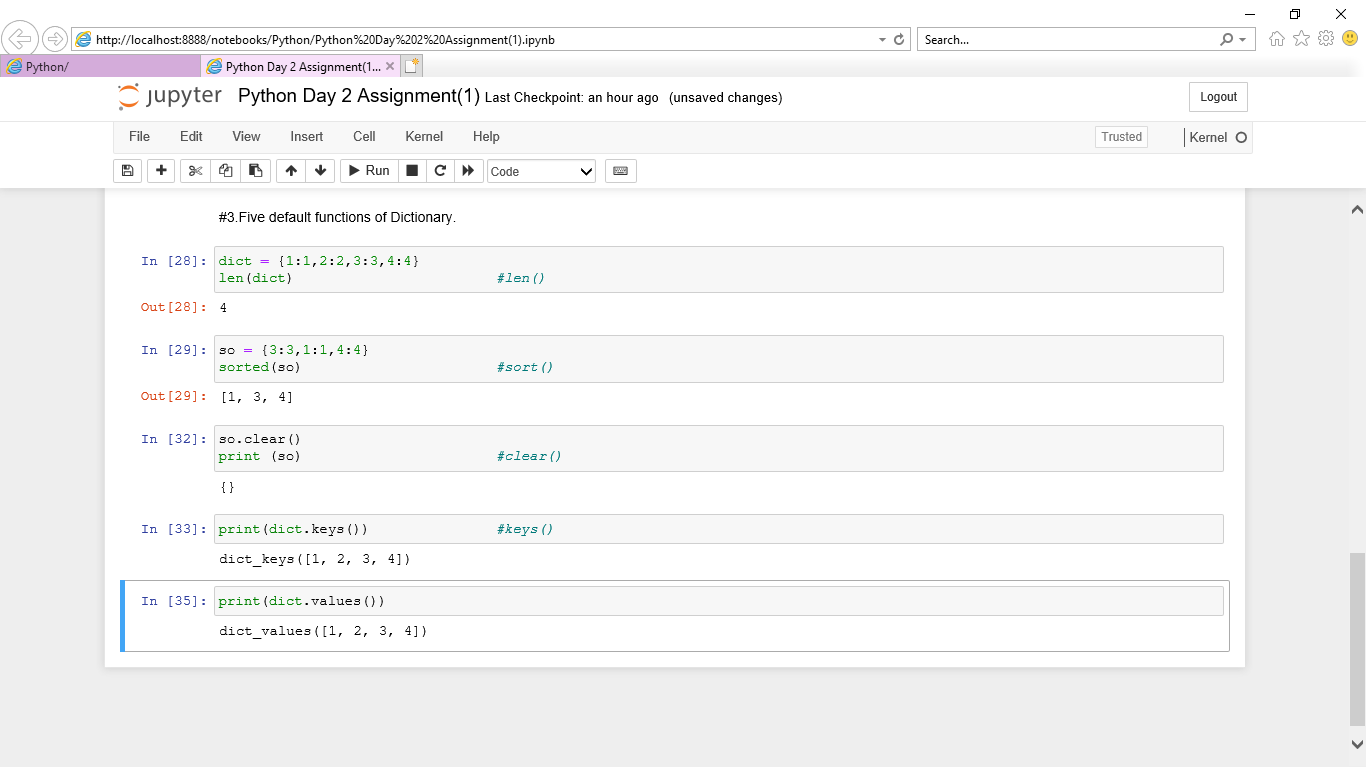 http://localhost:8888/notebooks/Python/Python%20Day%202%20Assignment(1).ipynb
Search...
Python/
Python Day 2 Assignment(1...
jupyter Python Day 2 Assignment(1) Last Checkpoint: an hour ago (unsaved changes)
Logout
File Edit View Insert Cell Kernel Help
Trusted
Kernel
Run
Code
#3.Five default functions of Dictionary.
In [28]: dict = {1:1,2:2,3:3,4:4}
len(dict) #len()
Out[28]: 4
In [29]: so = {3:3,1:1,4:4}
sorted(so) #sort()
Out[29]: [1, 3, 4]
In [32]: so.clear()
print (so) #clear()
{}
In [33]: print(dict.keys()) #keys()
dict_keys([1, 2, 3, 4])
In [35]: print(dict.values())
dict_values([1, 2, 3, 4])